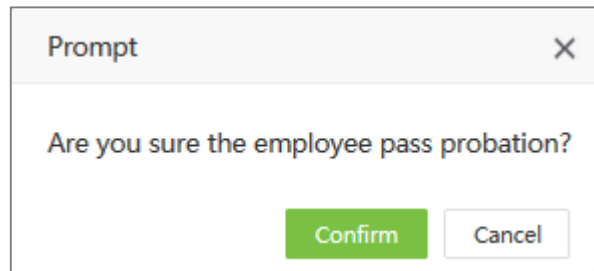 Prompt
Are you sure the employee pass probation?
Confirm Cancel